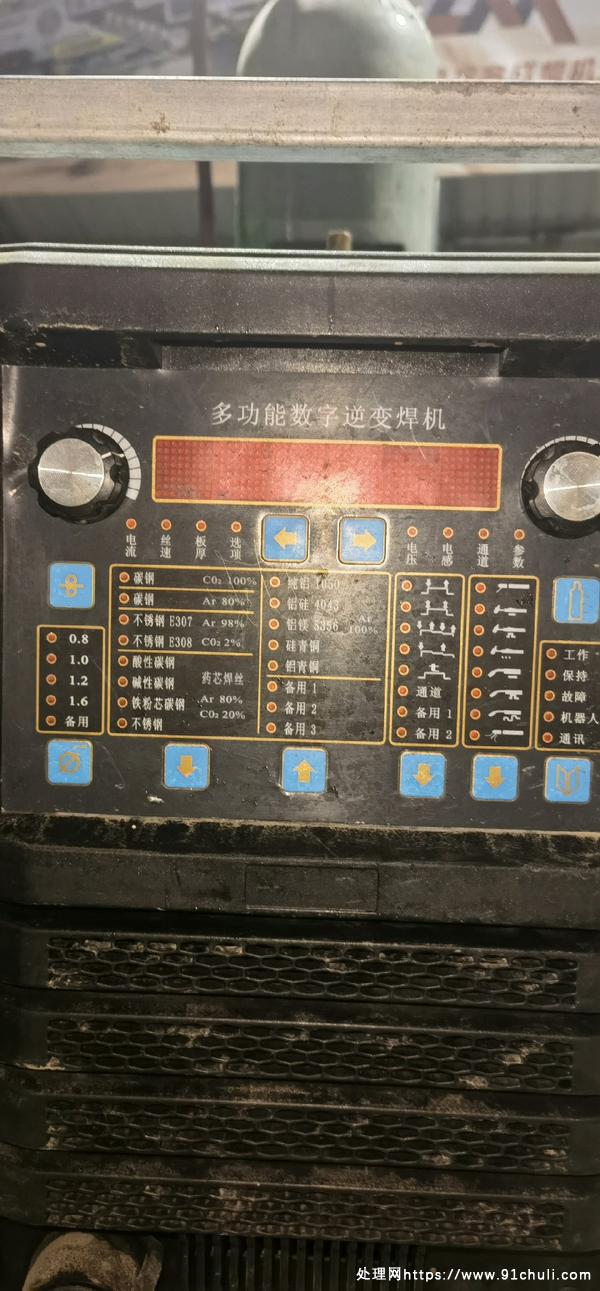 多功能数字逆变焊机
电流 丝速 板厚 选项
电压 电感 通道 参数
0.8
1.0
1.2
1.6
备用
碳钢 CO₂ 100%
碳钢 Ar 80%
不锈钢 E307 Ar 98%
不锈钢 E308 CO₂ 2%
酸性碳钢
碱性碳钢 药芯焊丝
铁粉芯碳钢 Ar 80%
不锈钢 CO₂ 20%
纯铝 1050
铝硅 4043
铝镁 5356 Ar 100%
硅青铜
铝青铜
备用 1
备用 2
备用 3
通道
备用 1
备用 2
工作
保持
故障
机器人
通讯
处理网https://www.91chuli.com